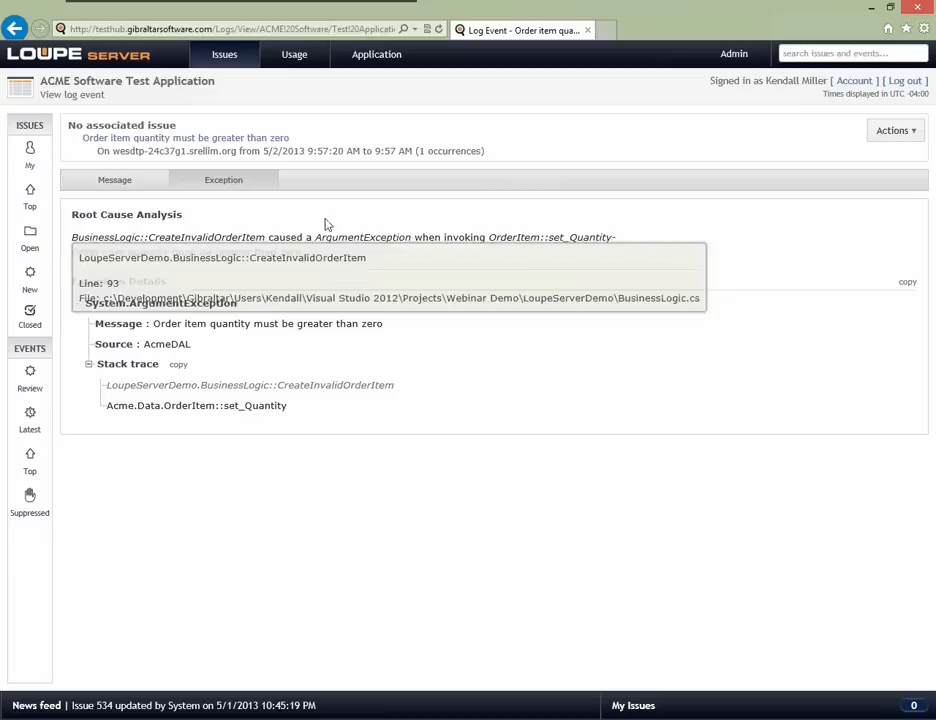 http://testhub.gibraltarsoftware.com/Logs/View/ACME%20Software/Test%20Applicati
Log Event - Order item qua...
LOUPE SERVER
Issues
Usage
Application
Admin
search issues and events...
ACME Software Test Application
View log event
Signed in as Kendall Miller [ Account ] [ Log out ]
Times displayed in UTC -04:00
ISSUES
My
Top
Open
New
Closed
EVENTS
Review
Latest
Top
Suppressed
No associated issue
Order item quantity must be greater than zero
On wesdtp-24c37g1.srellim.org from 5/2/2013 9:57:20 AM to 9:57 AM (1 occurrences)
Actions
Message
Exception
Root Cause Analysis
BusinessLogic::CreateInvalidOrderItem caused a ArgumentException when invoking OrderItem::set_Quantity-
LoupeServerDemo.BusinessLogic::CreateInvalidOrderItem
Details
copy
Line: 93
File: c:\Development\Gibraltar\Users\Kendall\Visual Studio 2012\Projects\Webinar Demo\LoupeServerDemo\BusinessLogic.cs
System.ArgumentException
Message : Order item quantity must be greater than zero
Source : AcmeDAL
Stack trace copy
LoupeServerDemo.BusinessLogic::CreateInvalidOrderItem
Acme.Data.OrderItem::set_Quantity
News feed | Issue 534 updated by System on 5/1/2013 10:45:19 PM
My Issues
0